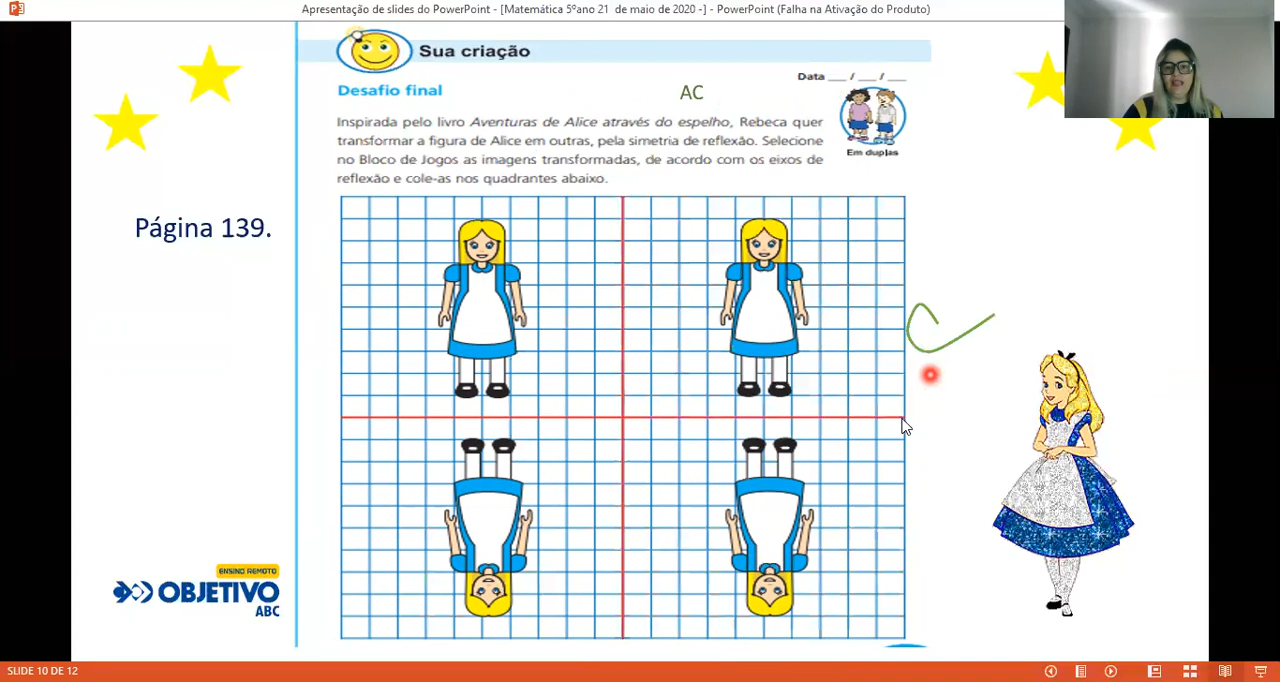 Apresentação de slides do PowerPoint - [Matemática 5ºano 21 de maio de 2020 -] - PowerPoint (Falha na Ativação do Produto)
Sua criação
Data ___ / ___ / ___
Desafio final
AC
Inspirada pelo livro Aventuras de Alice através do espelho, Rebeca quer
transformar a figura de Alice em outras, pela simetria de reflexão. Selecione
no Bloco de Jogos as imagens transformadas, de acordo com os eixos de
reflexão e cole-as nos quadrantes abaixo.
Em duplas
Página 139.
ENSINO REMOTO
OBJETIVO
ABC
SLIDE 10 DE 12